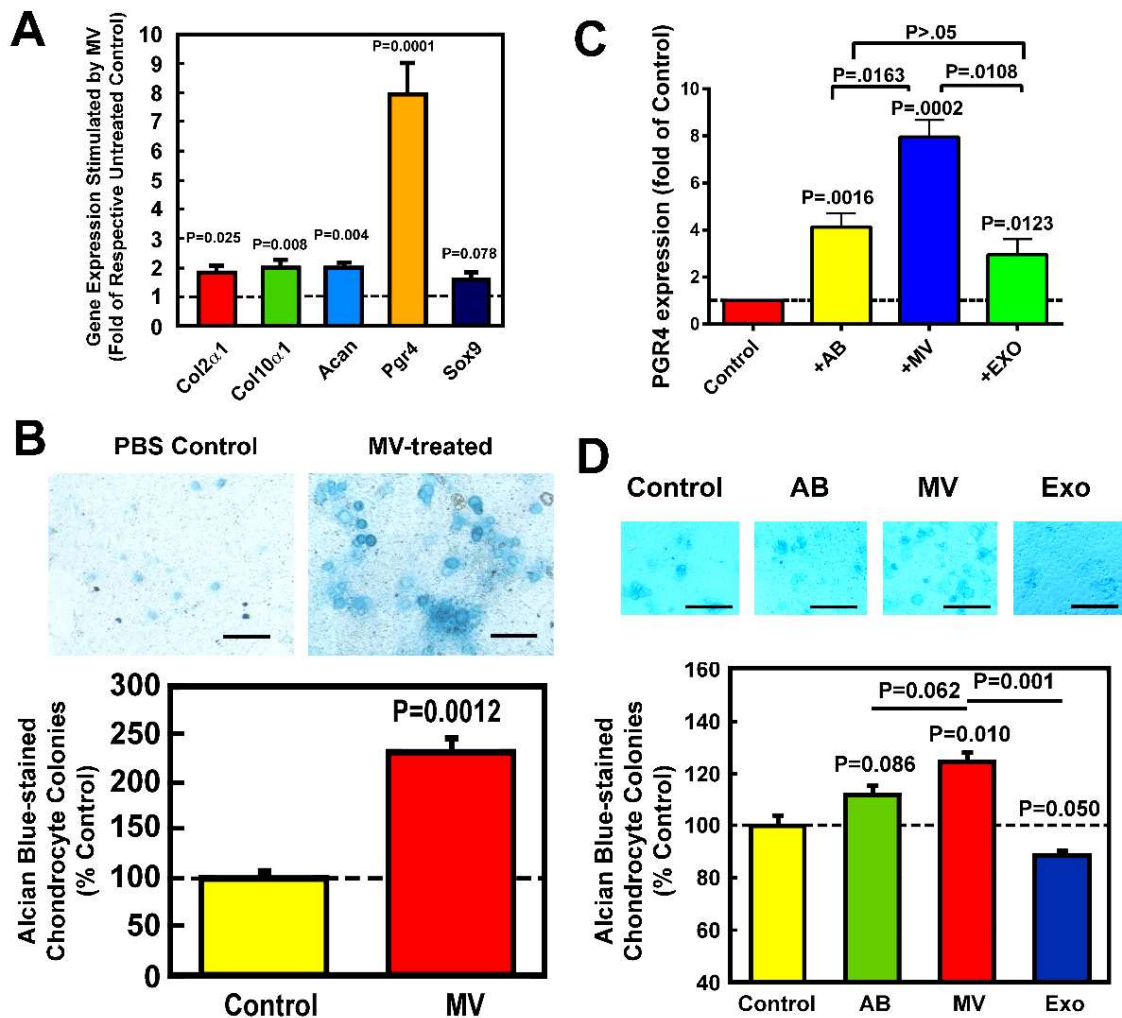 A
Gene Expression Stimulated by MV
(Fold of Respective Untreated Control)
10
9
8
7
6
5
4
3
2
1
0
P=0.025
P=0.008
P=0.004
P=0.0001
P=0.078
Col2α1
Col10α1
Acan
Pgr4
Sox9
C
PGR4 expression (fold of Control)
10
8
6
4
2
0
P>.05
P=.0163
P=.0108
P=.0002
P=.0016
P=.0123
Control
+AB
+MV
+EXO
B
PBS Control
MV-treated
Alcian Blue-stained
Chondrocyte Colonies
(% Control)
300
250
200
150
100
50
0
P=0.0012
Control
MV
D
Control
AB
MV
Exo
Alcian Blue-stained
Chondrocyte Colonies
(% Control)
160
140
120
100
80
60
40
P=0.062
P=0.001
P=0.086
P=0.010
P=0.050
Control
AB
MV
Exo